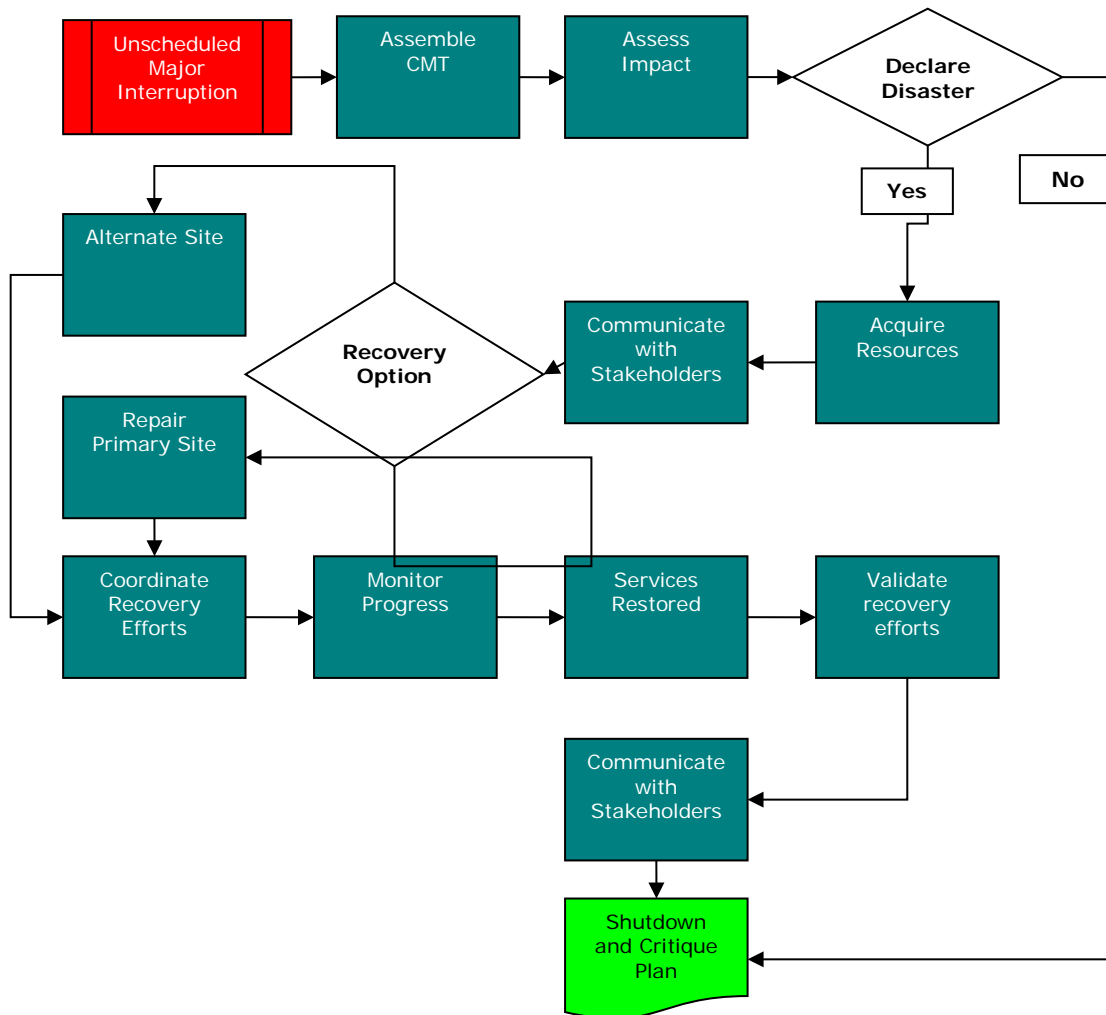 Unscheduled
Major
Interruption
Assemble
CMT
Assess
Impact
Declare
Disaster
Yes
No
Alternate Site
Communicate
with
Stakeholders
Acquire
Resources
Recovery
Option
Repair
Primary Site
Coordinate
Recovery
Efforts
Monitor
Progress
Services
Restored
Validate
recovery
efforts
Communicate
with
Stakeholders
Shutdown
and Critique
Plan